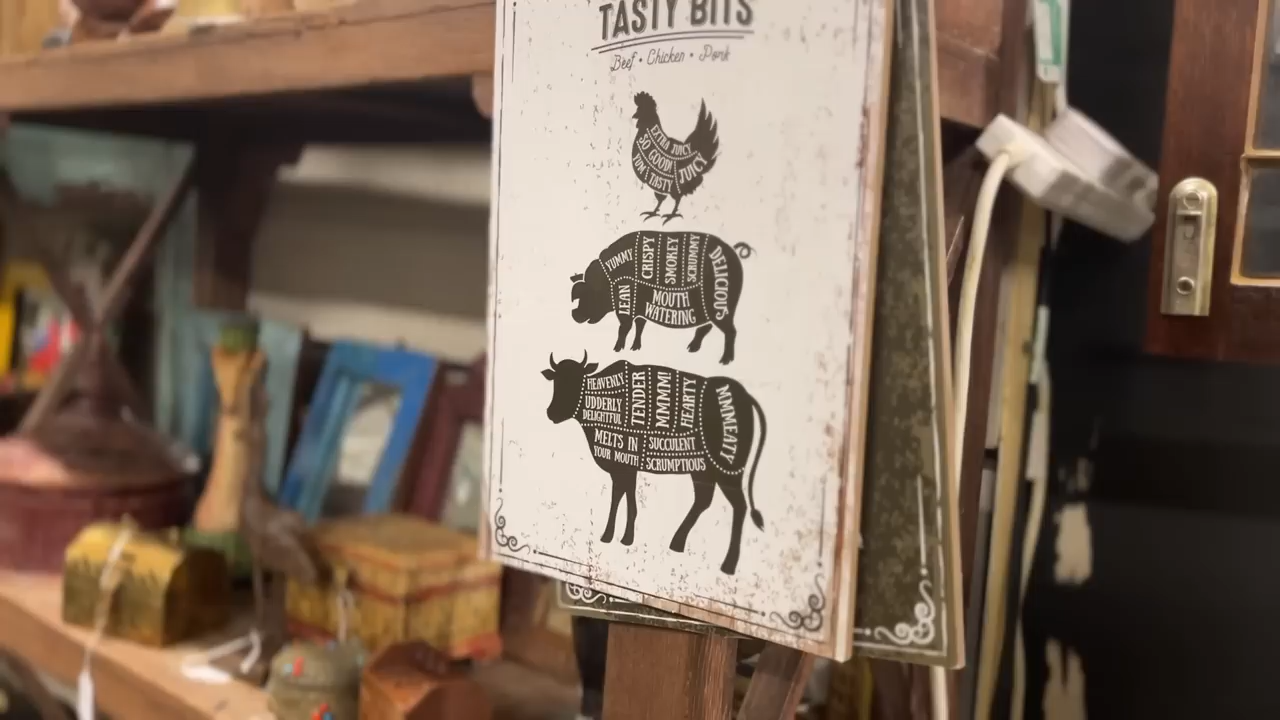 TASTY BITS
Beef • Chicken • Pork
EXTRA JUICY
SO GOOD!
YUM TASTY JUICY
YUMMY CRISPY SMOKEY SCRUMMY DELICIOUS
LEAN MOUTH
WATERING
HEAVENLY TENDER MMMM! HEARTY MMMEATY
UDDERLY
DELIGHTFUL
MELTS IN SUCCULENT
YOUR MOUTH SCRUMPTIOUS